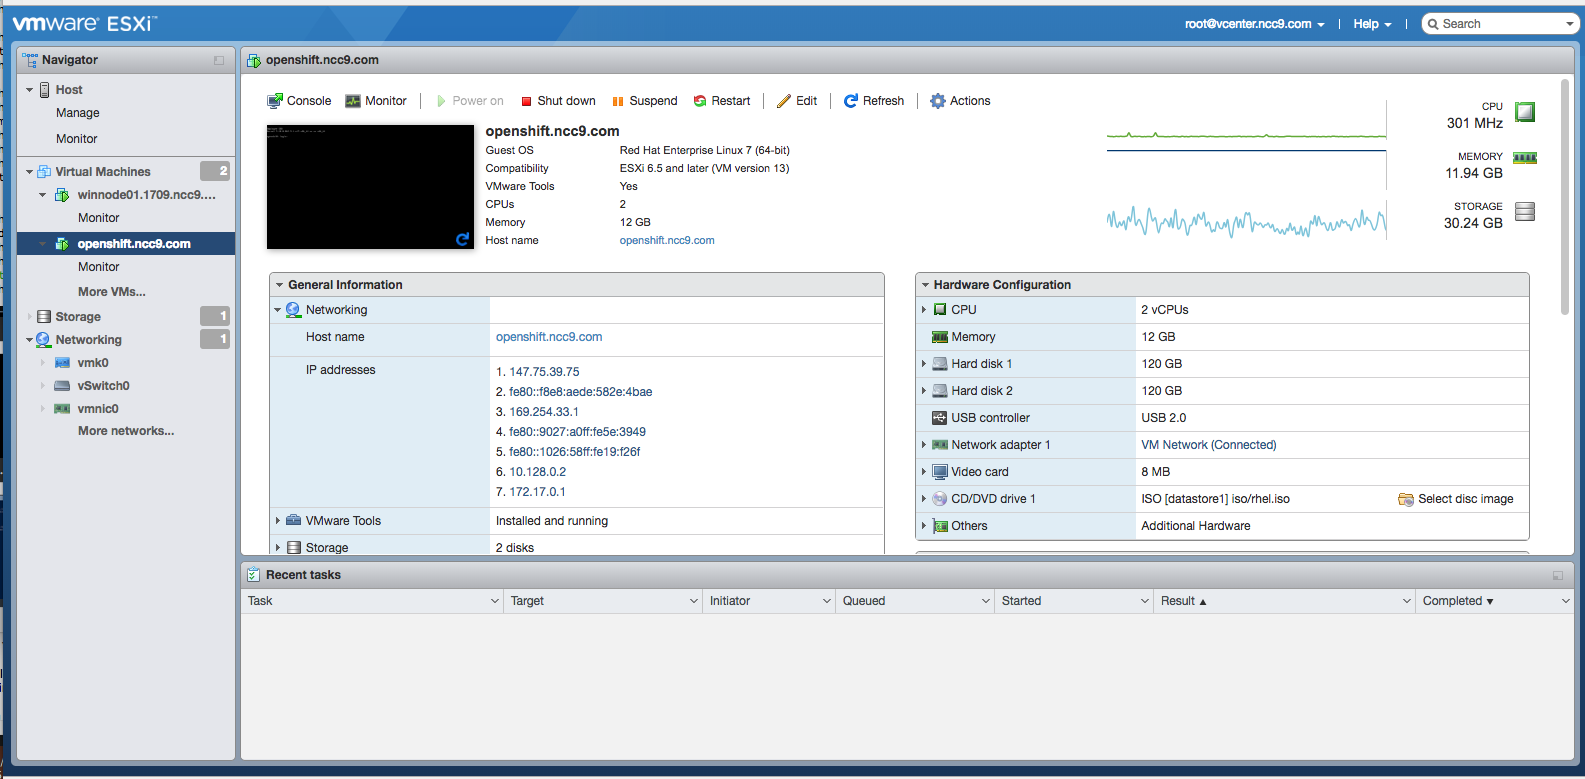 vmware ESXi™
root@vcenter.ncc9.com
Help
Search
Navigator
Host
Manage
Monitor
Virtual Machines 2
winnode01.1709.ncc9....
Monitor
openshift.ncc9.com
Monitor
More VMs...
Storage 1
Networking 1
vmk0
vSwitch0
vmnic0
More networks...
openshift.ncc9.com
Console Monitor Power on Shut down Suspend Restart Edit Refresh Actions
openshift.ncc9.com
Guest OS Red Hat Enterprise Linux 7 (64-bit)
Compatibility ESXi 6.5 and later (VM version 13)
VMware Tools Yes
CPUs 2
Memory 12 GB
Host name openshift.ncc9.com
CPU
301 MHz
MEMORY
11.94 GB
STORAGE
30.24 GB
General Information
Networking
Host name openshift.ncc9.com
IP addresses
1. 147.75.39.75
2. fe80::f8e8:aede:582e:4bae
3. 169.254.33.1
4. fe80::9027:a0ff:fe5e:3949
5. fe80::1026:58ff:fe19:f26f
6. 10.128.0.2
7. 172.17.0.1
VMware Tools Installed and running
Storage 2 disks
Hardware Configuration
CPU 2 vCPUs
Memory 12 GB
Hard disk 1 120 GB
Hard disk 2 120 GB
USB controller USB 2.0
Network adapter 1 VM Network (Connected)
Video card 8 MB
CD/DVD drive 1 ISO [datastore1] iso/rhel.iso Select disc image
Others Additional Hardware
Recent tasks
Task Target Initiator Queued Started Result ▲ Completed ▼